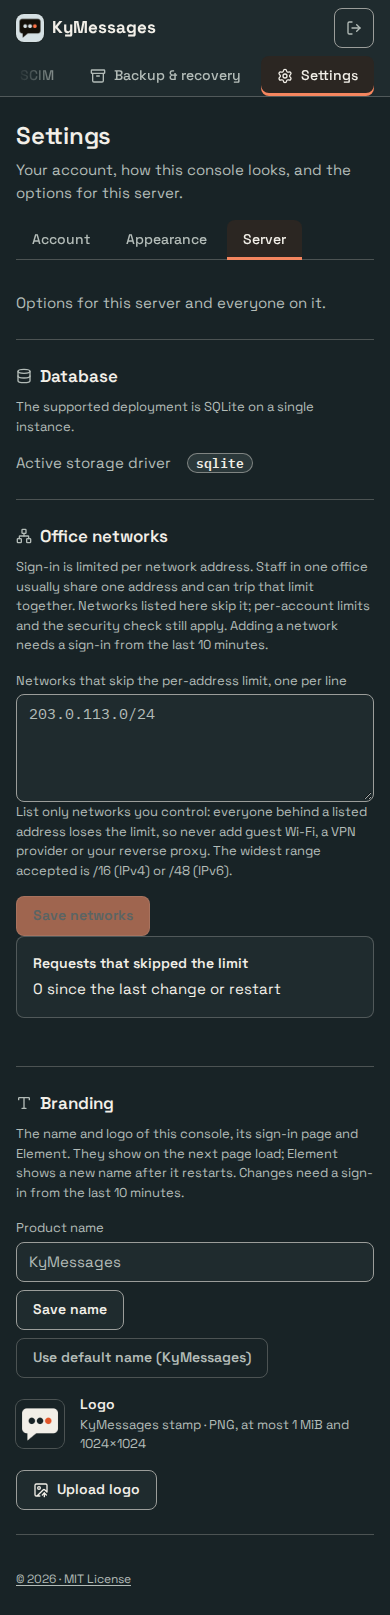 KyMessages
SCIM
Backup & recovery
Settings
Settings
Your account, how this console looks, and the
options for this server.
Account
Appearance
Server
Options for this server and everyone on it.
Database
The supported deployment is SQLite on a single
instance.
Active storage driver
sqlite
Office networks
Sign-in is limited per network address. Staff in one office
usually share one address and can trip that limit
together. Networks listed here skip it; per-account limits
and the security check still apply. Adding a network
needs a sign-in from the last 10 minutes.
Networks that skip the per-address limit, one per line
203.0.113.0/24
List only networks you control: everyone behind a listed
address loses the limit, so never add guest Wi-Fi, a VPN
provider or your reverse proxy. The widest range
accepted is /16 (IPv4) or /48 (IPv6).
Save networks
Requests that skipped the limit
0 since the last change or restart
Branding
The name and logo of this console, its sign-in page and
Element. They show on the next page load; Element
shows a new name after it restarts. Changes need a sign-
in from the last 10 minutes.
Product name
KyMessages
Save name
Use default name (KyMessages)
Logo
KyMessages stamp · PNG, at most 1 MiB and
1024×1024
Upload logo
© 2026 · MIT License